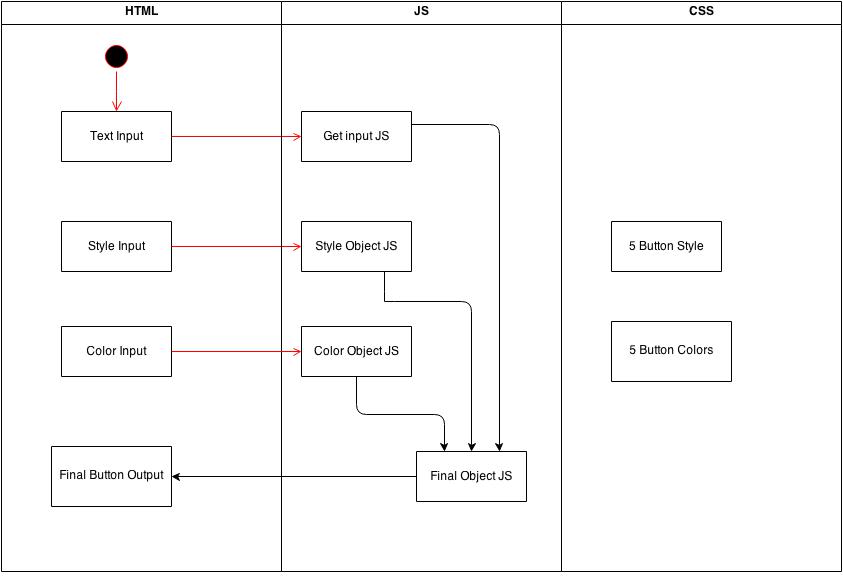 HTML
JS
CSS
Text Input
Get input JS
Style Input
Style Object JS
5 Button Style
Color Input
Color Object JS
5 Button Colors
Final Button Output
Final Object JS